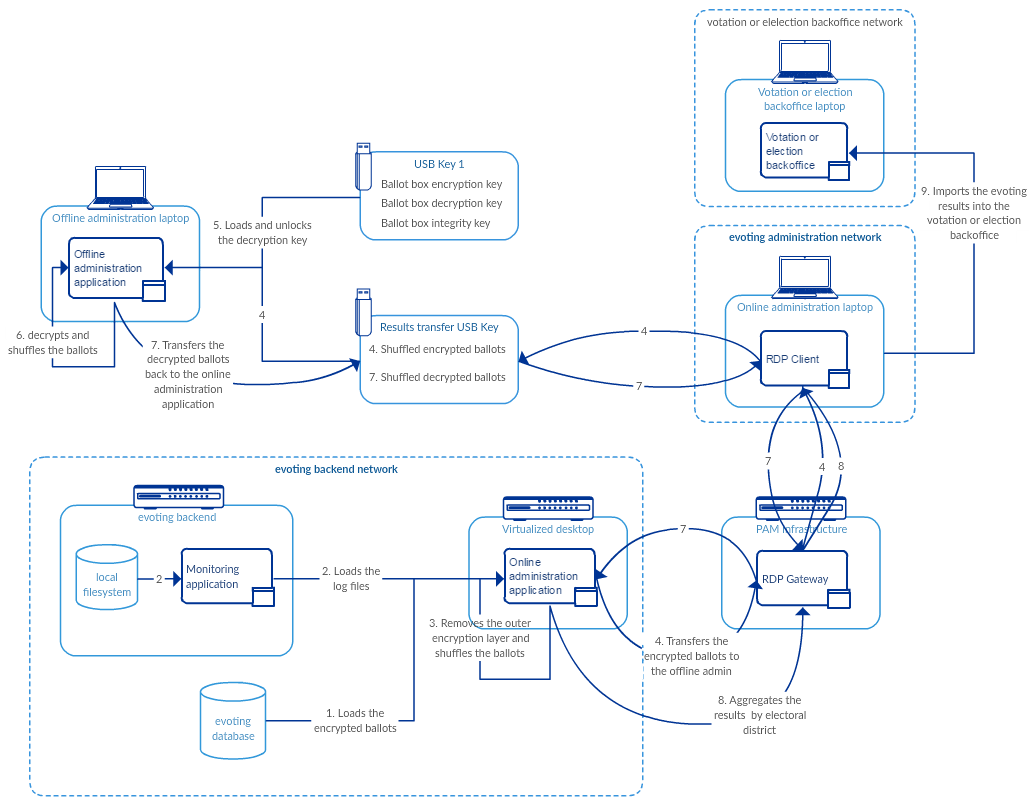 votation or elelection backoffice network
Votation or election
backoffice laptop
Votation or
election
backoffice
9. Imports the evoting
results into the
votation or election
backoffice
USB Key 1
Ballot box encryption key
Ballot box decryption key
Ballot box integrity key
Offline administration laptop
Offline
administration
application
5. Loads and unlocks
the decryption key
4
6. decrypts and
shuffles the ballots
7. Transfers the
decrypted ballots
back to the online
administration
application
Results transfer USB Key
4. Shuffled encrypted ballots
7. Shuffled decrypted ballots
4
7
evoting administration network
Online administration laptop
RDP Client
7
4
8
evoting backend network
evoting backend
local
filesystem
2
Monitoring
application
2. Loads the
log files
Virtualized desktop
Online
administration
application
3. Removes the outer
encryption layer and
shuffles the ballots
7
PAM Infrastructure
RDP Gateway
4. Transfers the
encrypted ballots to
the offline admin
8. Aggregates the
results by electoral
district
evoting
database
1. Loads the
encrypted ballots